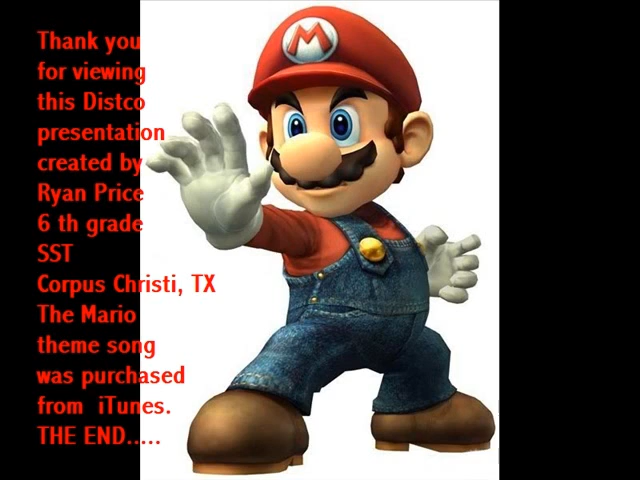 M
Thank you
for viewing
this Distco
presentation
created by
Ryan Price
6 th grade
SST
Corpus Christi, TX
The Mario
theme song
was purchased
from  iTunes.
THE END.....